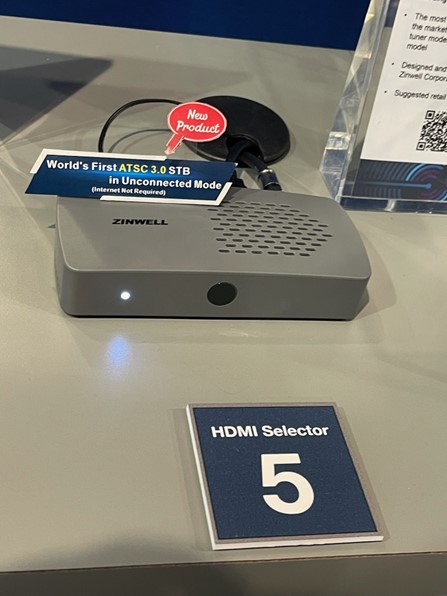 • The most
the market
tuner mode
model
• Designed and
Zinwell Corpor
• Suggested retail
New
Product
World's First ATSC 3.0 STB
in Unconnected Mode
(Internet Not Required)
ZINWELL
HDMI Selector
5